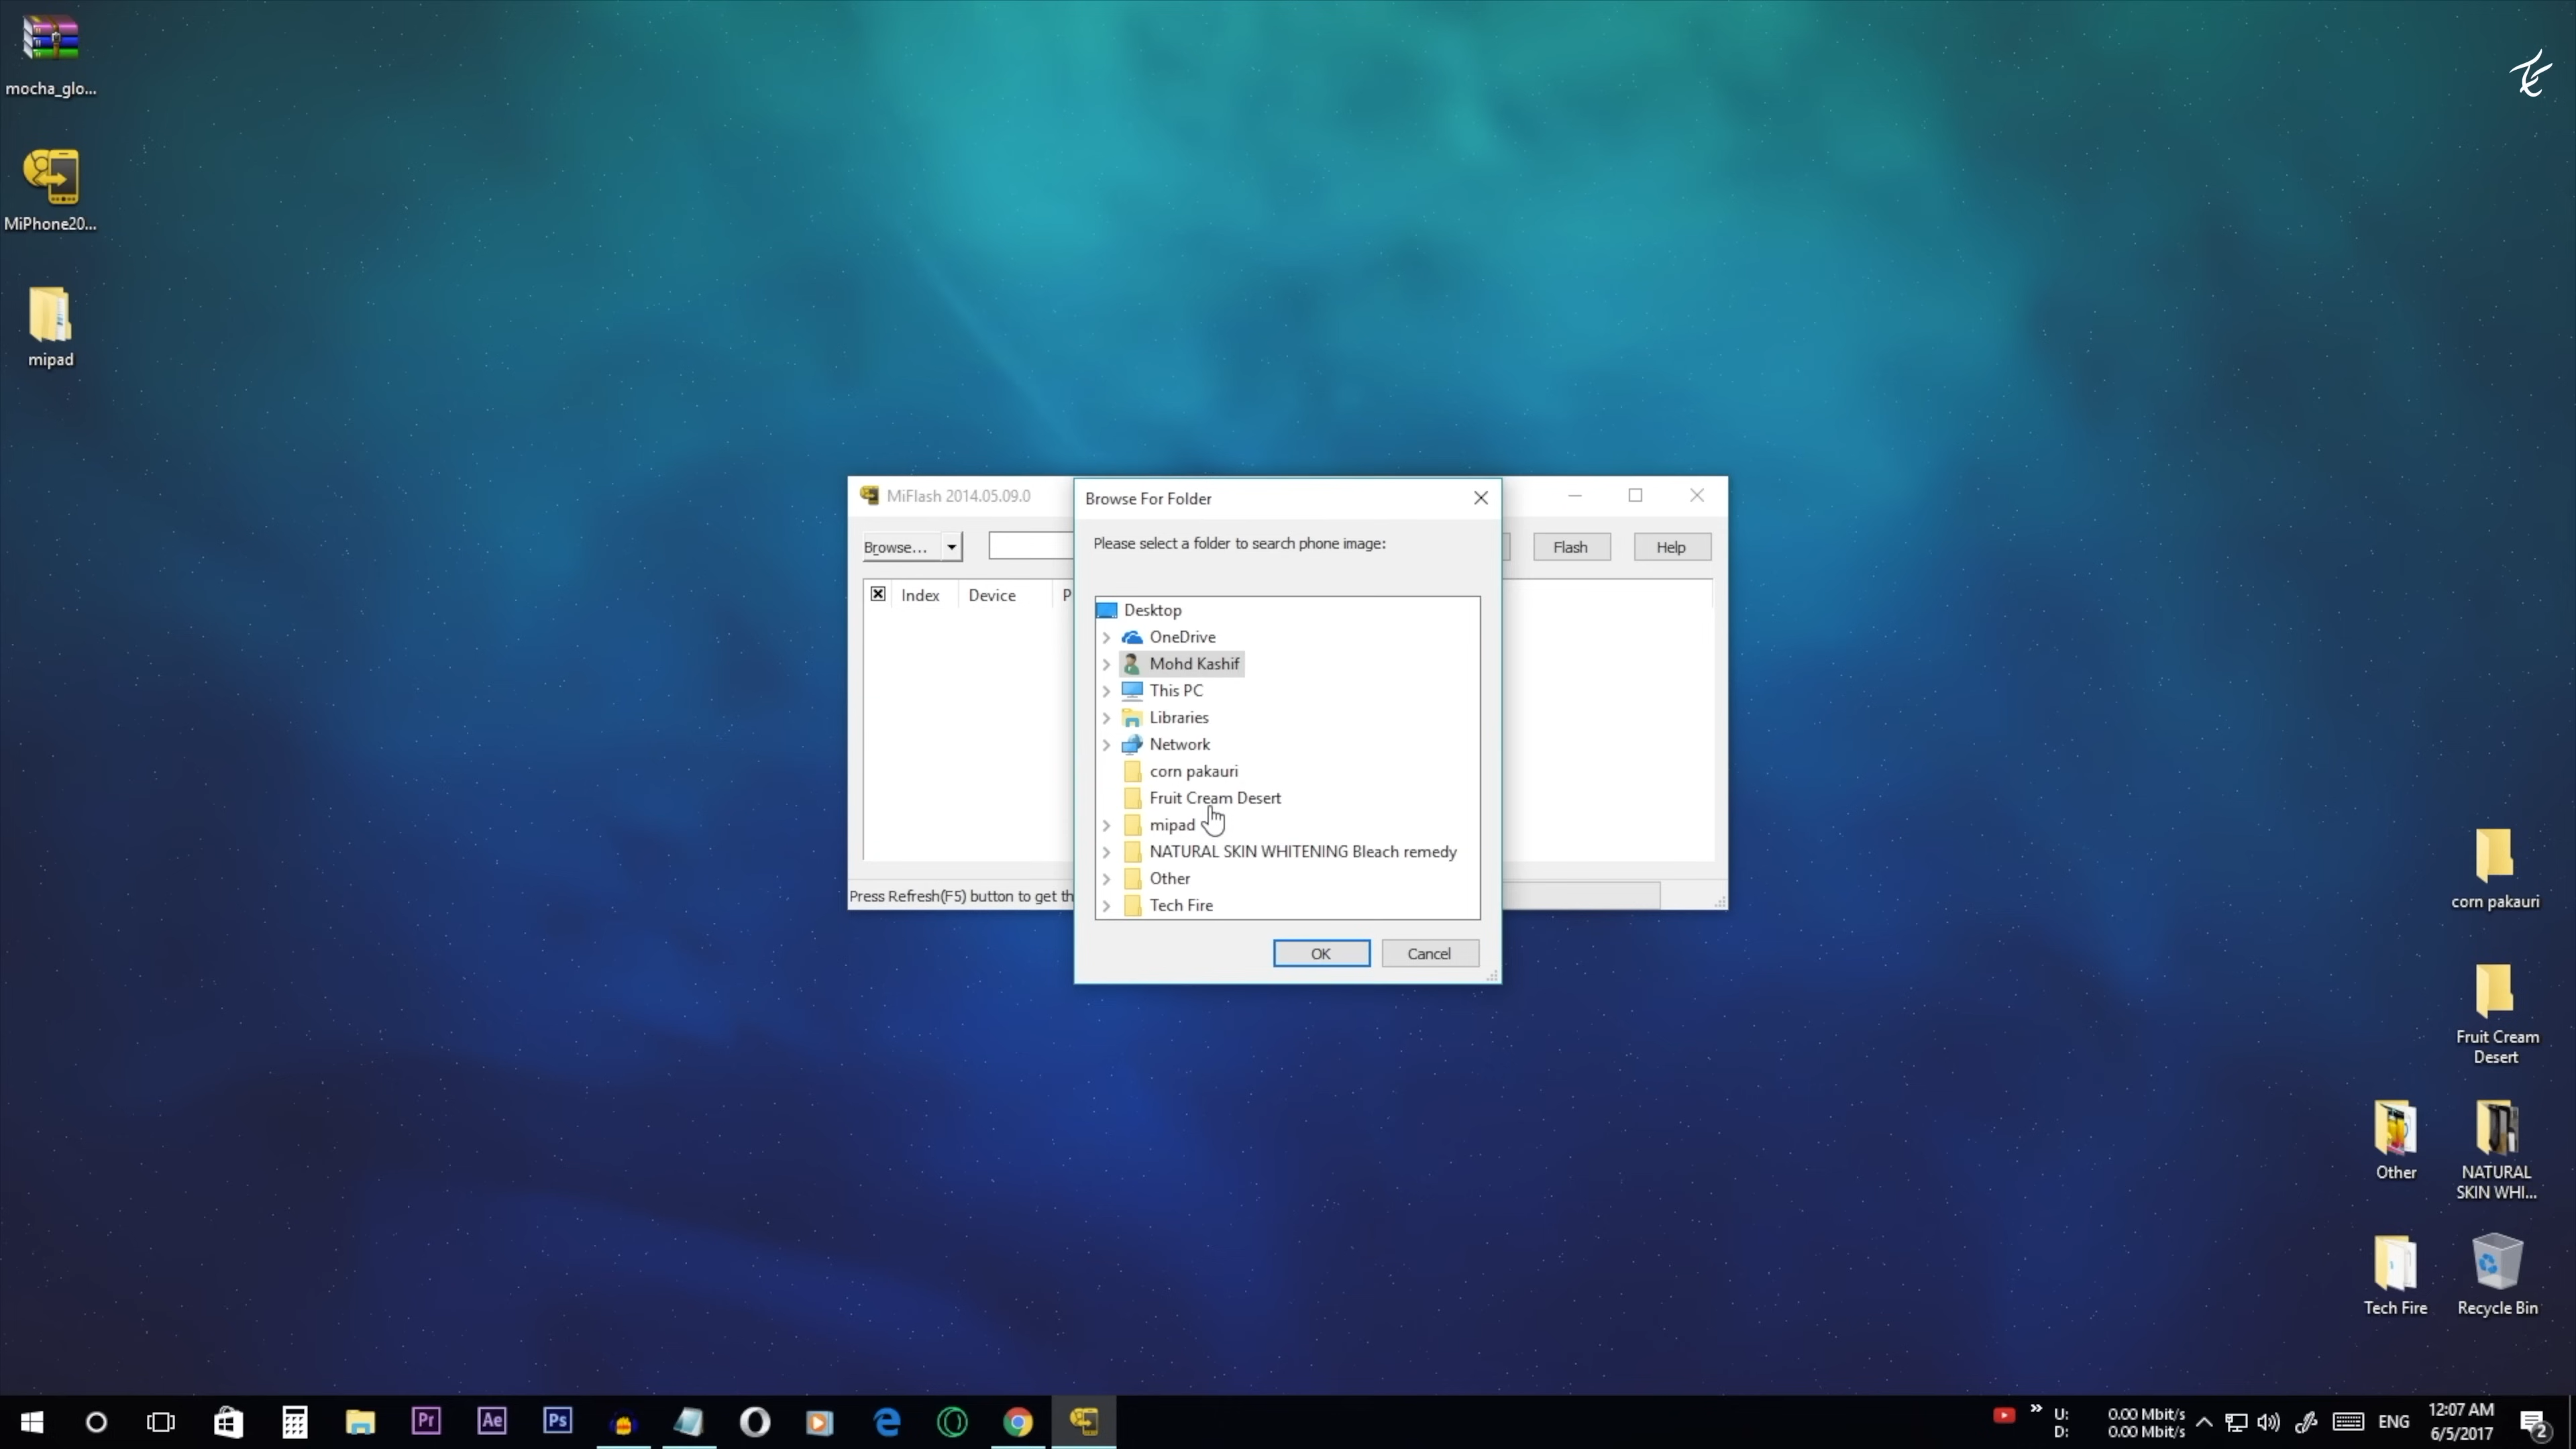 mocha_glo...
MiPhone20...
mipad
MiFlash 2014.05.09.0
Browse...
Flash
Help
Index
Device
P
Press Refresh(F5) button to get th
Browse For Folder
Please select a folder to search phone image:
Desktop
OneDrive
Mohd Kashif
This PC
Libraries
Network
corn pakauri
Fruit Cream Desert
mipad
NATURAL SKIN WHITENING Bleach remedy
Other
Tech Fire
OK
Cancel
corn pakauri
Fruit Cream
Desert
Other
NATURAL
SKIN WHI...
Tech Fire
Recycle Bin
Pr
Ae
Ps
U: 0.00 Mbit/s
D: 0.00 Mbit/s
ENG
12:07 AM
6/5/2017
2